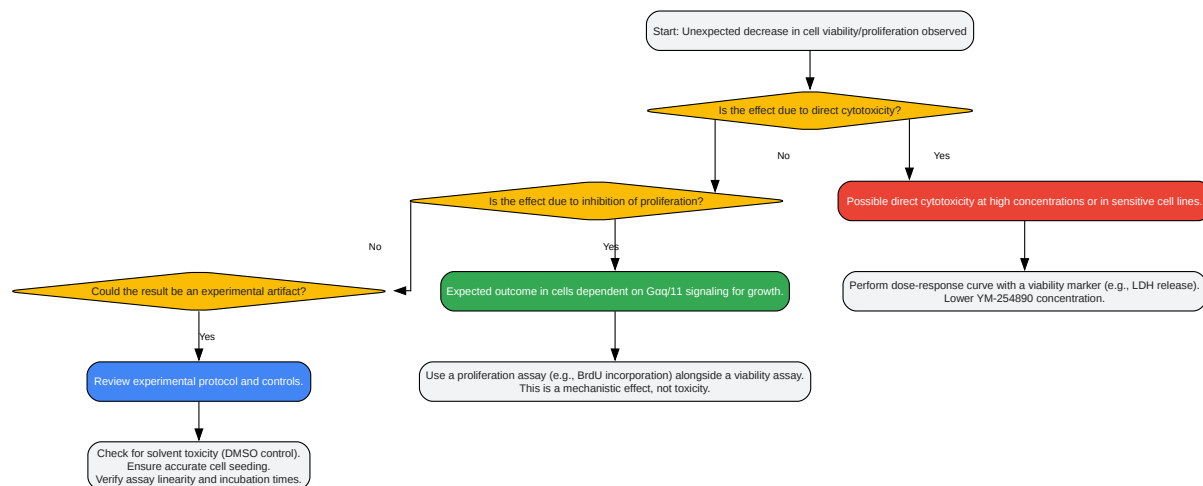 Start: Unexpected decrease in cell viability/proliferation observed
Is the effect due to direct cytotoxicity?
No
Yes
Is the effect due to inhibition of proliferation?
Possible direct cytotoxicity at high concentrations or in sensitive cell lines.
No
Yes
Could the result be an experimental artifact?
Expected outcome in cells dependent on Gαq/11 signaling for growth.
Perform dose-response curve with a viability marker (e.g., LDH release).
Lower YM-254890 concentration.
Yes
Review experimental protocol and controls.
Use a proliferation assay (e.g., BrdU incorporation) alongside a viability assay.
This is a mechanistic effect, not toxicity.
Check for solvent toxicity (DMSO control).
Ensure accurate cell seeding.
Verify assay linearity and incubation times.